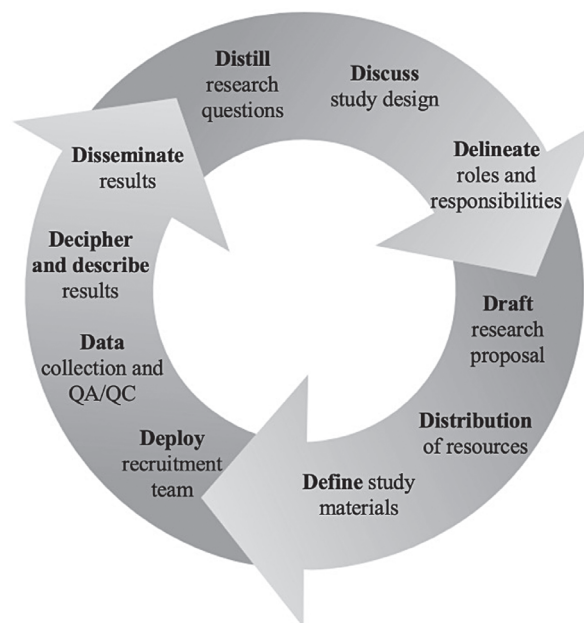 Distill
research
questions
Discuss
study design
Delineate
roles and
responsibilities
Draft
research
proposal
Distribution
of resources
Define study
materials
Deploy
recruitment
team
Data
collection and
QA/QC
Decipher
and describe
results
Disseminate
results